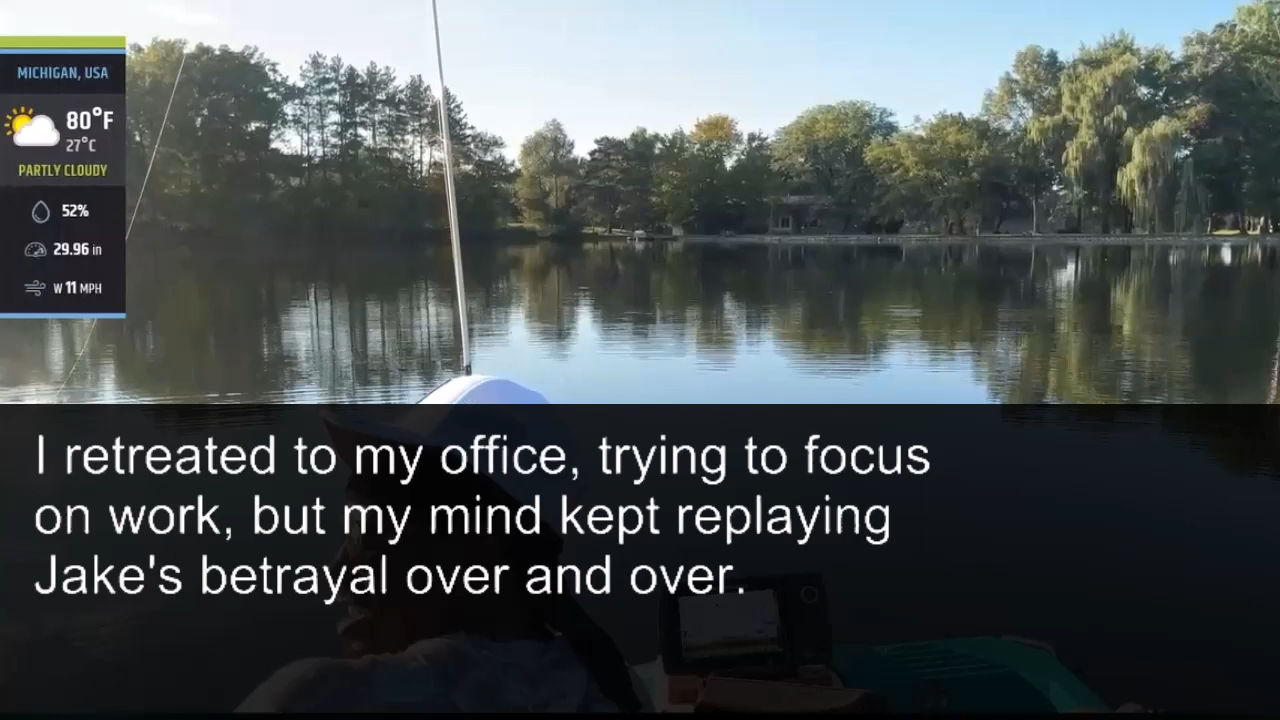 MICHIGAN, USA
80°F
27°C
PARTLY CLOUDY
52%
29.96 in
W 11 MPH
I retreated to my office, trying to focus
on work, but my mind kept replaying
Jake's betrayal over and over.